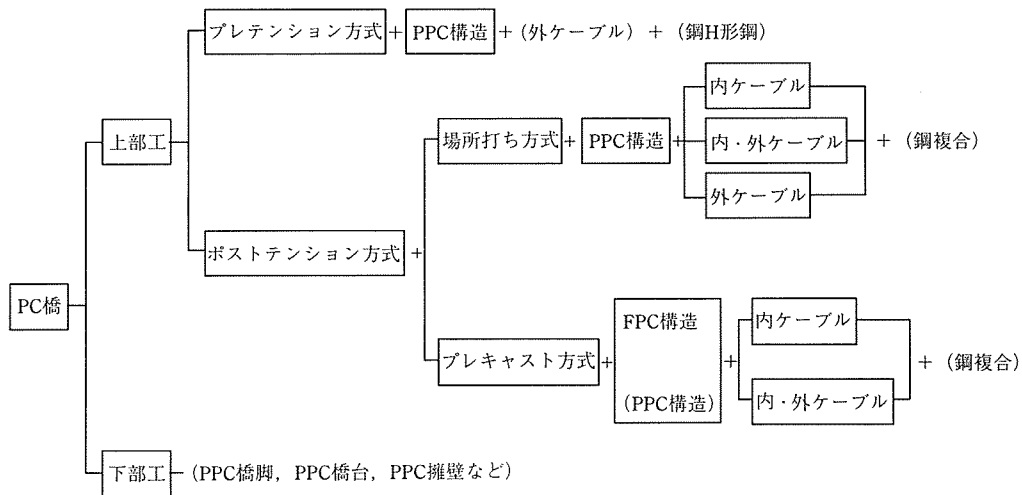 プレテンション方式 + PPC構造 + (外ケーブル) + (鋼H形鋼)
内ケーブル
上部工
場所打ち方式 + PPC構造 + 内・外ケーブル + (鋼複合)
外ケーブル
ポストテンション方式 +
PC橋
FPC構造
内ケーブル
プレキャスト方式 + + + (鋼複合)
(PPC構造)
内・外ケーブル
下部工 (PPC橋脚, PPC橋台, PPC擁壁など)